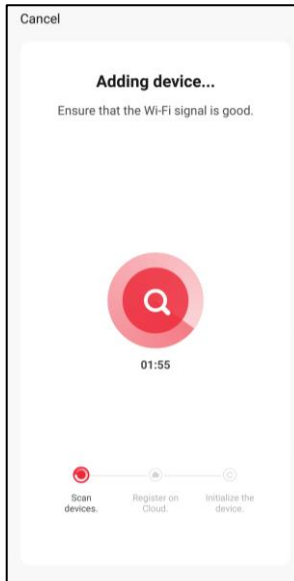 Cancel
Adding device...
Ensure that the Wi-Fi signal is good.
01:55
Scan
devices.
Register on
Cloud.
Initialize the
device.